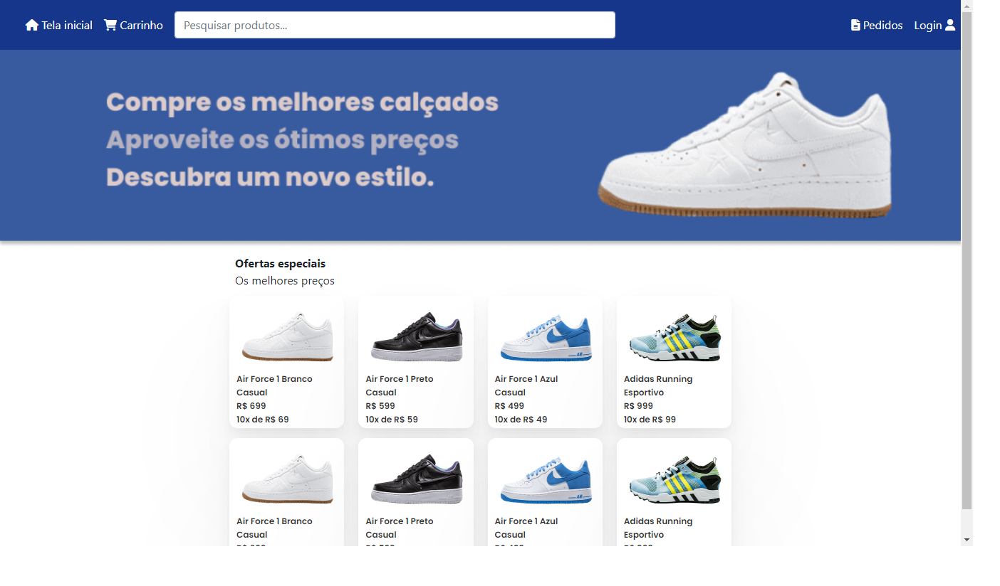 Tela inicial Carrinho Pesquisar produtos... Pedidos Login
Compre os melhores calçados
Aproveite os ótimos preços
Descubra um novo estilo.
Ofertas especiais
Os melhores preços
Air Force 1 Branco
Casual
R$ 699
10x de R$ 69
Air Force 1 Preto
Casual
R$ 599
10x de R$ 59
Air Force 1 Azul
Casual
R$ 499
10x de R$ 49
Adidas Running
Esportivo
R$ 999
10x de R$ 99
Air Force 1 Branco
Casual
Air Force 1 Preto
Casual
Air Force 1 Azul
Casual
Adidas Running
Esportivo